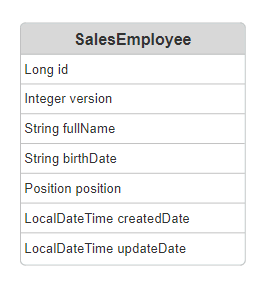 SalesEmployee
Long id
Integer version
String fullName
String birthDate
Position position
LocalDateTime createdDate
LocalDateTime updateDate